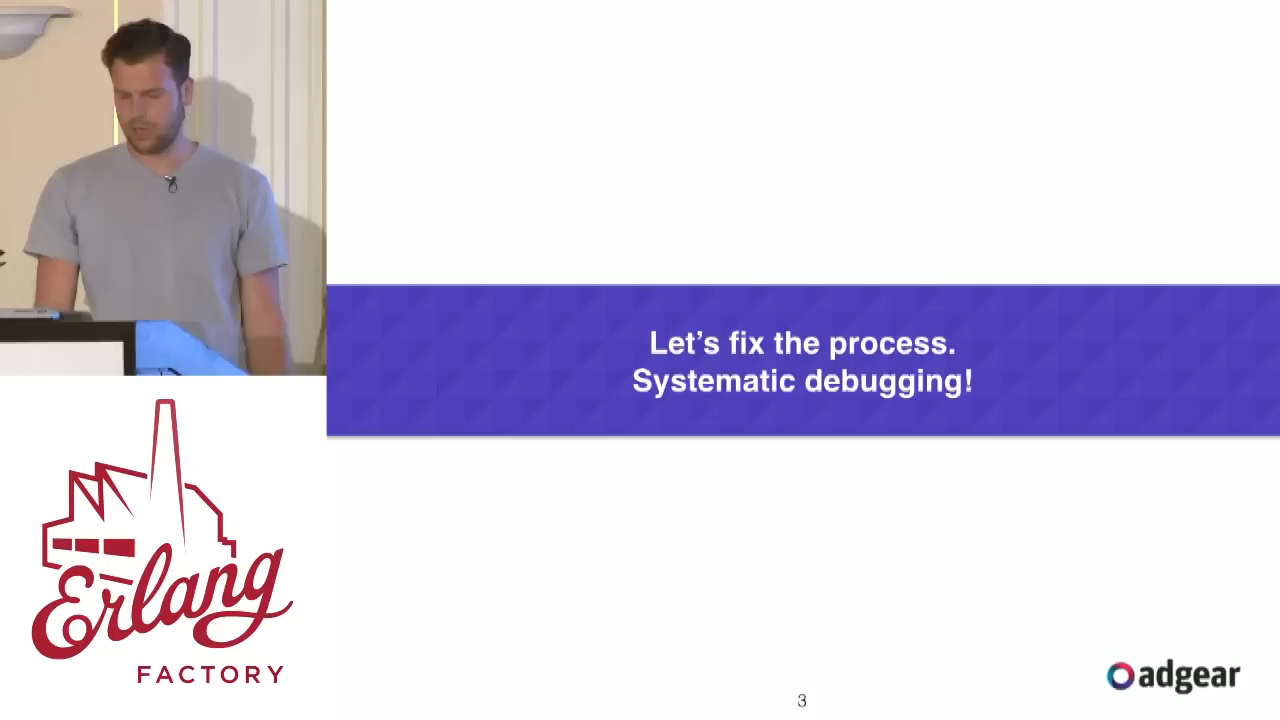 Let's fix the process.
Systematic debugging!
Erlang
FACTORY
adgear
3